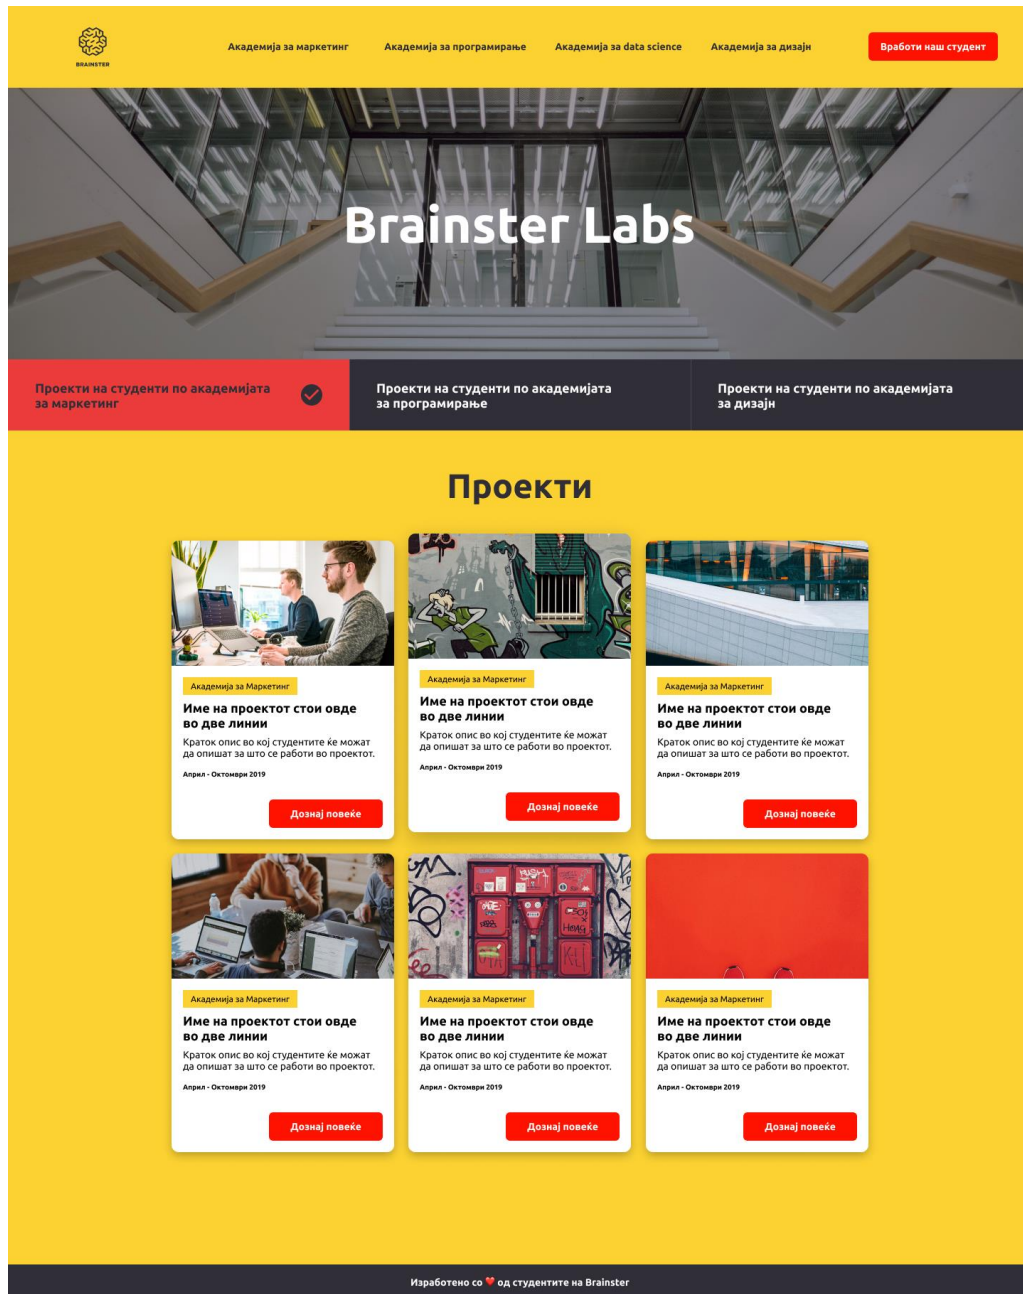 BRAINSTER
Академија за маркетинг
Академија за програмирање
Академија за data science
Академија за дизајн
Вработи наш студент
Brainster Labs
Проекти на студенти по академијата
за маркетинг
Проекти на студенти по академијата
за програмирање
Проекти на студенти по академијата
за дизајн
Проекти
Академија за Маркетинг
Име на проектот стои овде
во две линии
Краток опис во кој студентите ќе можат
да опишат за што се работи во проектот.
Април - Октомври 2019
Дознај повеќе
Академија за Маркетинг
Име на проектот стои овде
во две линии
Краток опис во кој студентите ќе можат
да опишат за што се работи во проектот.
Април - Октомври 2019
Дознај повеќе
Академија за Маркетинг
Име на проектот стои овде
во две линии
Краток опис во кој студентите ќе можат
да опишат за што се работи во проектот.
Април - Октомври 2019
Дознај повеќе
Академија за Маркетинг
Име на проектот стои овде
во две линии
Краток опис во кој студентите ќе можат
да опишат за што се работи во проектот.
Април - Октомври 2019
Дознај повеќе
Академија за Маркетинг
Име на проектот стои овде
во две линии
Краток опис во кој студентите ќе можат
да опишат за што се работи во проектот.
Април - Октомври 2019
Дознај повеќе
Академија за Маркетинг
Име на проектот стои овде
во две линии
Краток опис во кој студентите ќе можат
да опишат за што се работи во проектот.
Април - Октомври 2019
Дознај повеќе
Изработено со ❤️ од студентите на Brainster